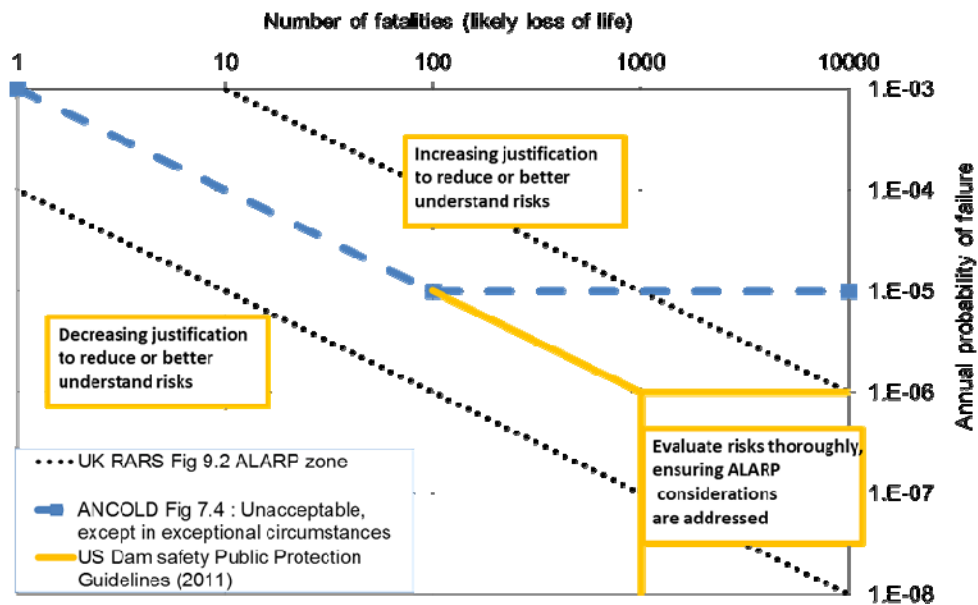 Number of fatalities (likely loss of life)
1 10 100 1000 10000
1.E-03
1.E-04
1.E-05
1.E-06
1.E-07
1.E-08
Annual probability of failure
Increasing justification
to reduce or better
understand risks
Decreasing justification
to reduce or better
understand risks
Evaluate risks thoroughly,
ensuring ALARP
considerations
are addressed
UK RARS Fig 9.2 ALARP zone
ANCOLD Fig 7.4 : Unacceptable,
except in exceptional circumstances
US Dam safety Public Protection
Guidelines (2011)